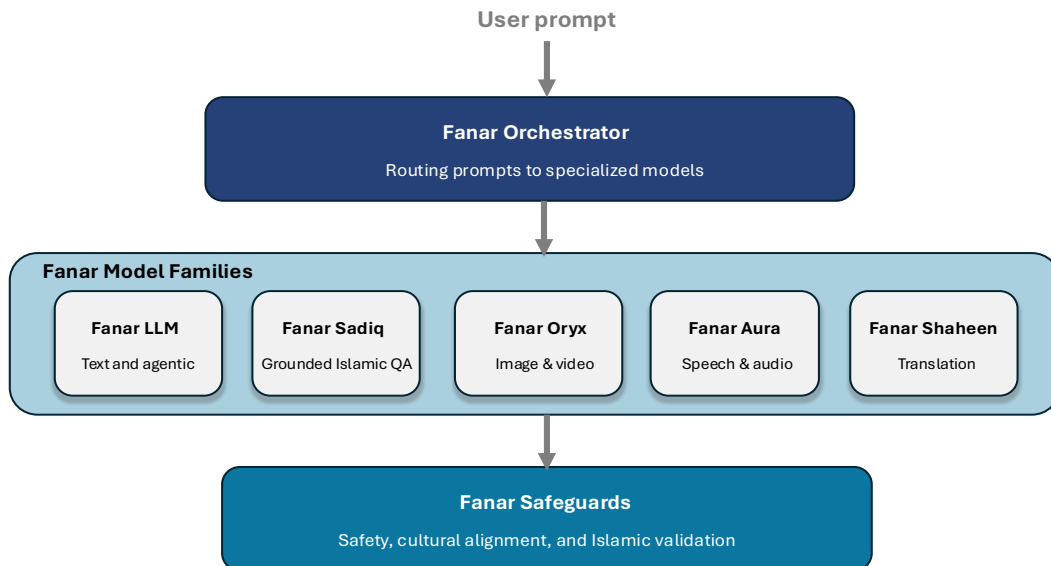 User prompt
Fanar Orchestrator
Routing prompts to specialized models
Fanar Model Families
Fanar LLM
Text and agentic
Fanar Sadiq
Grounded Islamic QA
Fanar Oryx
Image & video
Fanar Aura
Speech & audio
Fanar Shaheen
Translation
Fanar Safeguards
Safety, cultural alignment, and Islamic validation